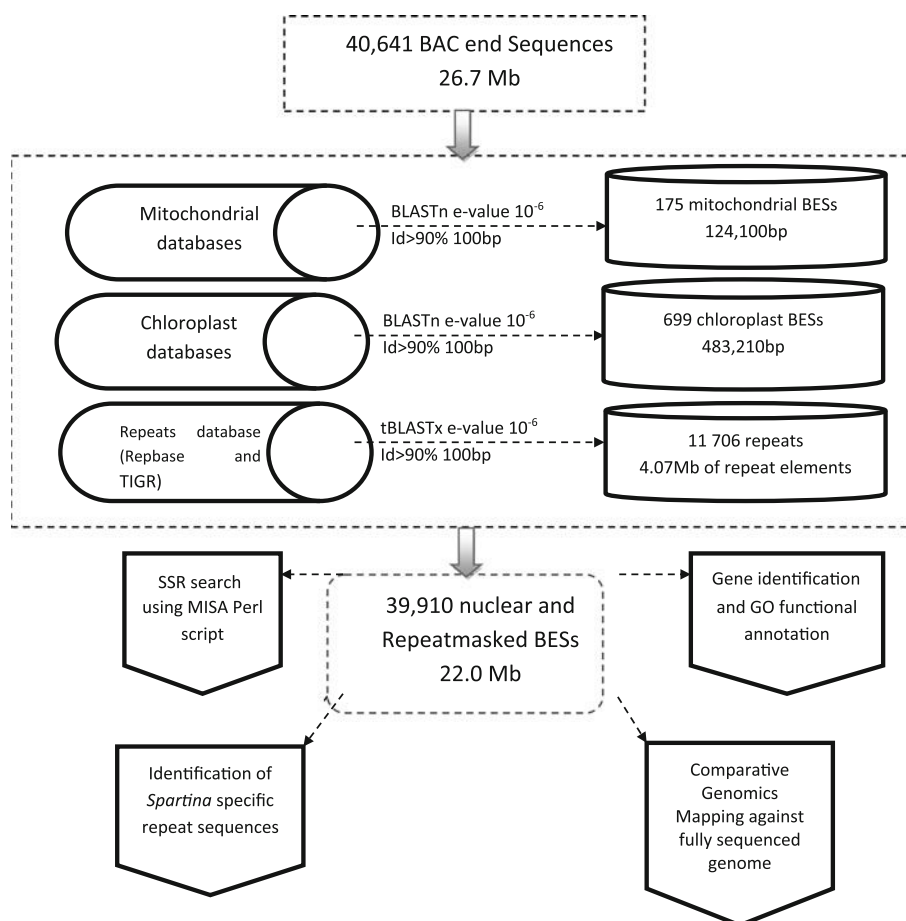 40,641 BAC end Sequences
26.7 Mb
Mitochondrial
databases
BLASTn e-value 10⁻⁶
Id>90% 100bp
175 mitochondrial BESs
124,100bp
Chloroplast
databases
BLASTn e-value 10⁻⁶
Id>90% 100bp
699 chloroplast BESs
483,210bp
Repeats database
(Repbase and
TIGR)
tBLASTx e-value 10⁻⁶
Id>90% 100bp
11 706 repeats
4.07Mb of repeat elements
SSR search
using MISA Perl
script
39,910 nuclear and
Repeatmasked BESs
22.0 Mb
Gene identification
and GO functional
annotation
Identification of
Spartina specific
repeat sequences
Comparative
Genomics
Mapping against
fully sequenced
genome